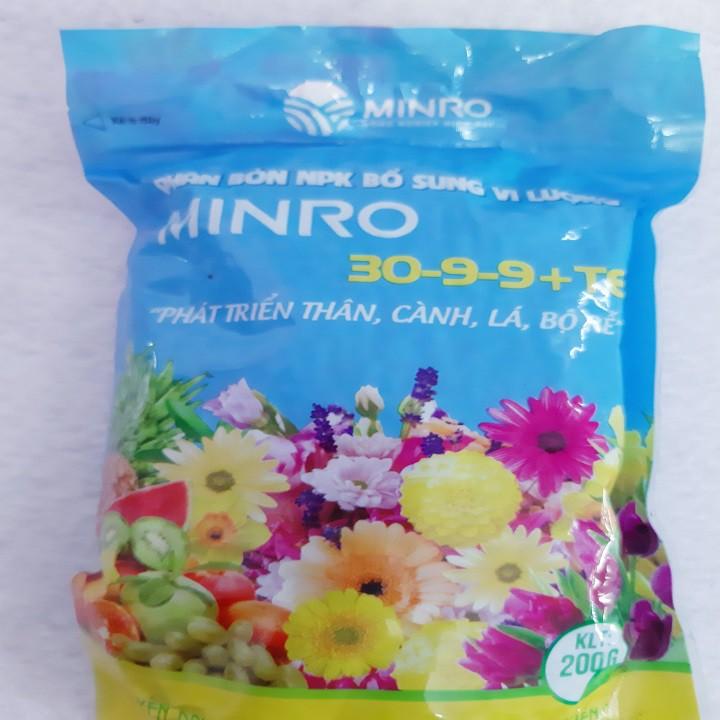 MINRO
PHÂN BÓN NPK BỔ SUNG VI LƯỢNG
MINRO
30-9-9+TE
"PHÁT TRIỂN THÂN, CÀNH, LÁ, BỘ RỄ"
KLT:
200G